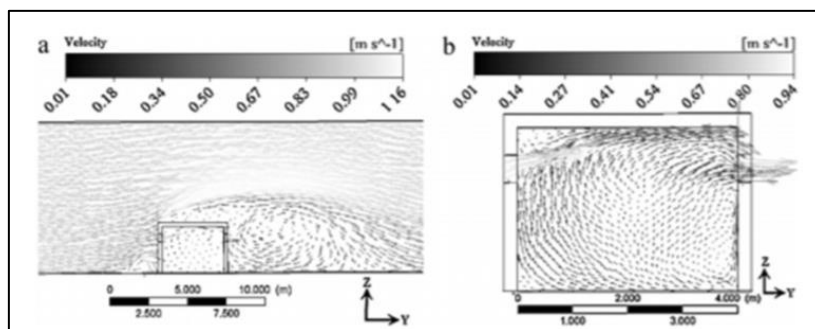 a
Velocity [m s^-1]
0.01 0.18 0.34 0.50 0.67 0.83 0.99 1 16
0 5.000 10.000 (m)
2.500 7.500
Z
Y
b
Velocity [m s^-1]
0.01 0.14 0.27 0.41 0.54 0.67 0.80 0.94
0 2.000 4.000 (m)
1.000 3.000
Z
Y